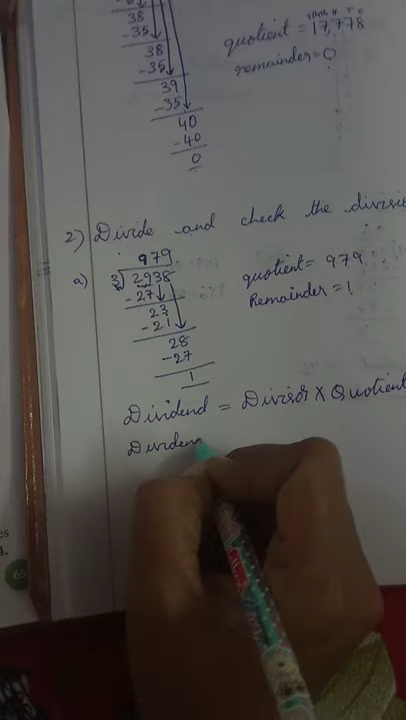 38
-35
38
-35
39
-35
40
-40
0
quotient = 17,778
remainder = 0
2) Divide and check the
979
a) 3 2938
-27
23
-21
28
-27
1
quotient = 979
Remainder = 1
Dividend = Divisor X Quotient
Dividen
65